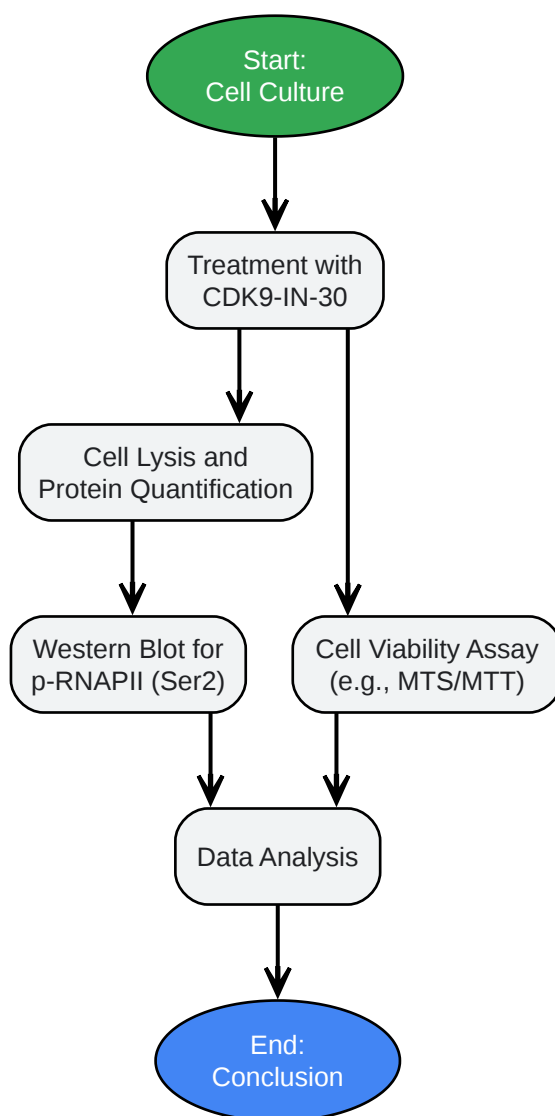 Start:
Cell Culture
Treatment with
CDK9-IN-30
Cell Lysis and
Protein Quantification
Western Blot for
p-RNAPII (Ser2)
Cell Viability Assay
(e.g., MTS/MTT)
Data Analysis
End:
Conclusion